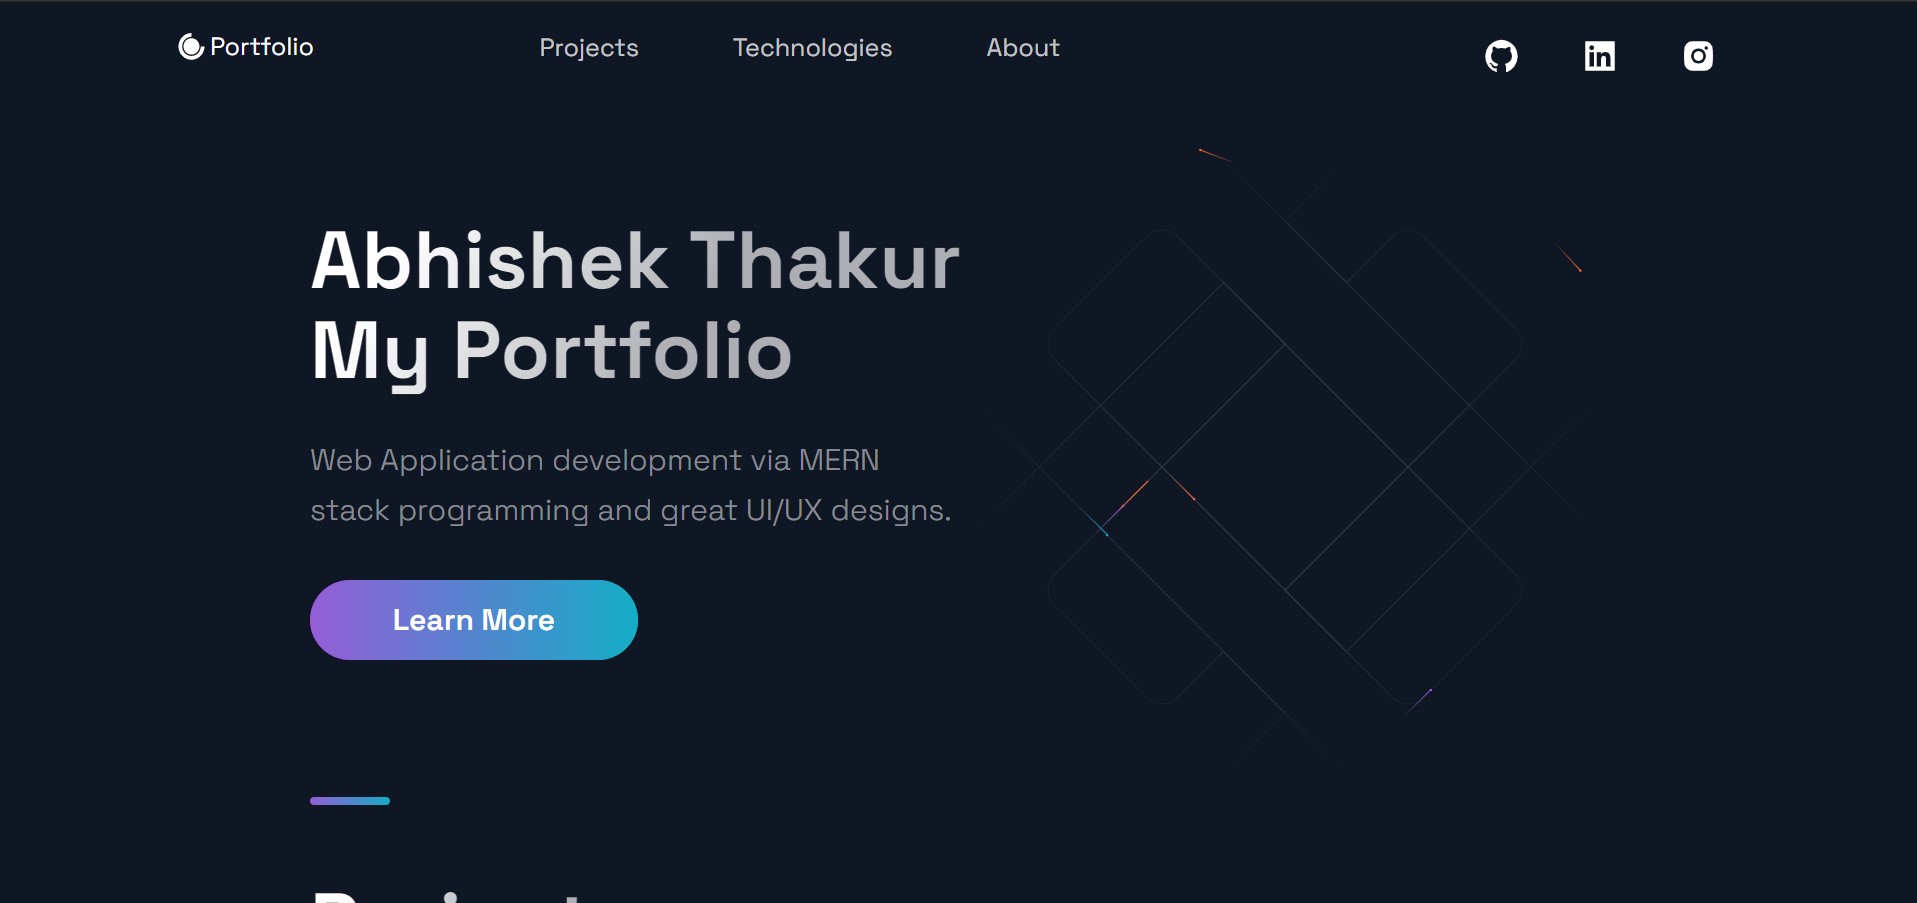 Portfolio
Projects
Technologies
About
Abhishek Thakur
My Portfolio
Web Application development via MERN
stack programming and great UI/UX designs.
Learn More